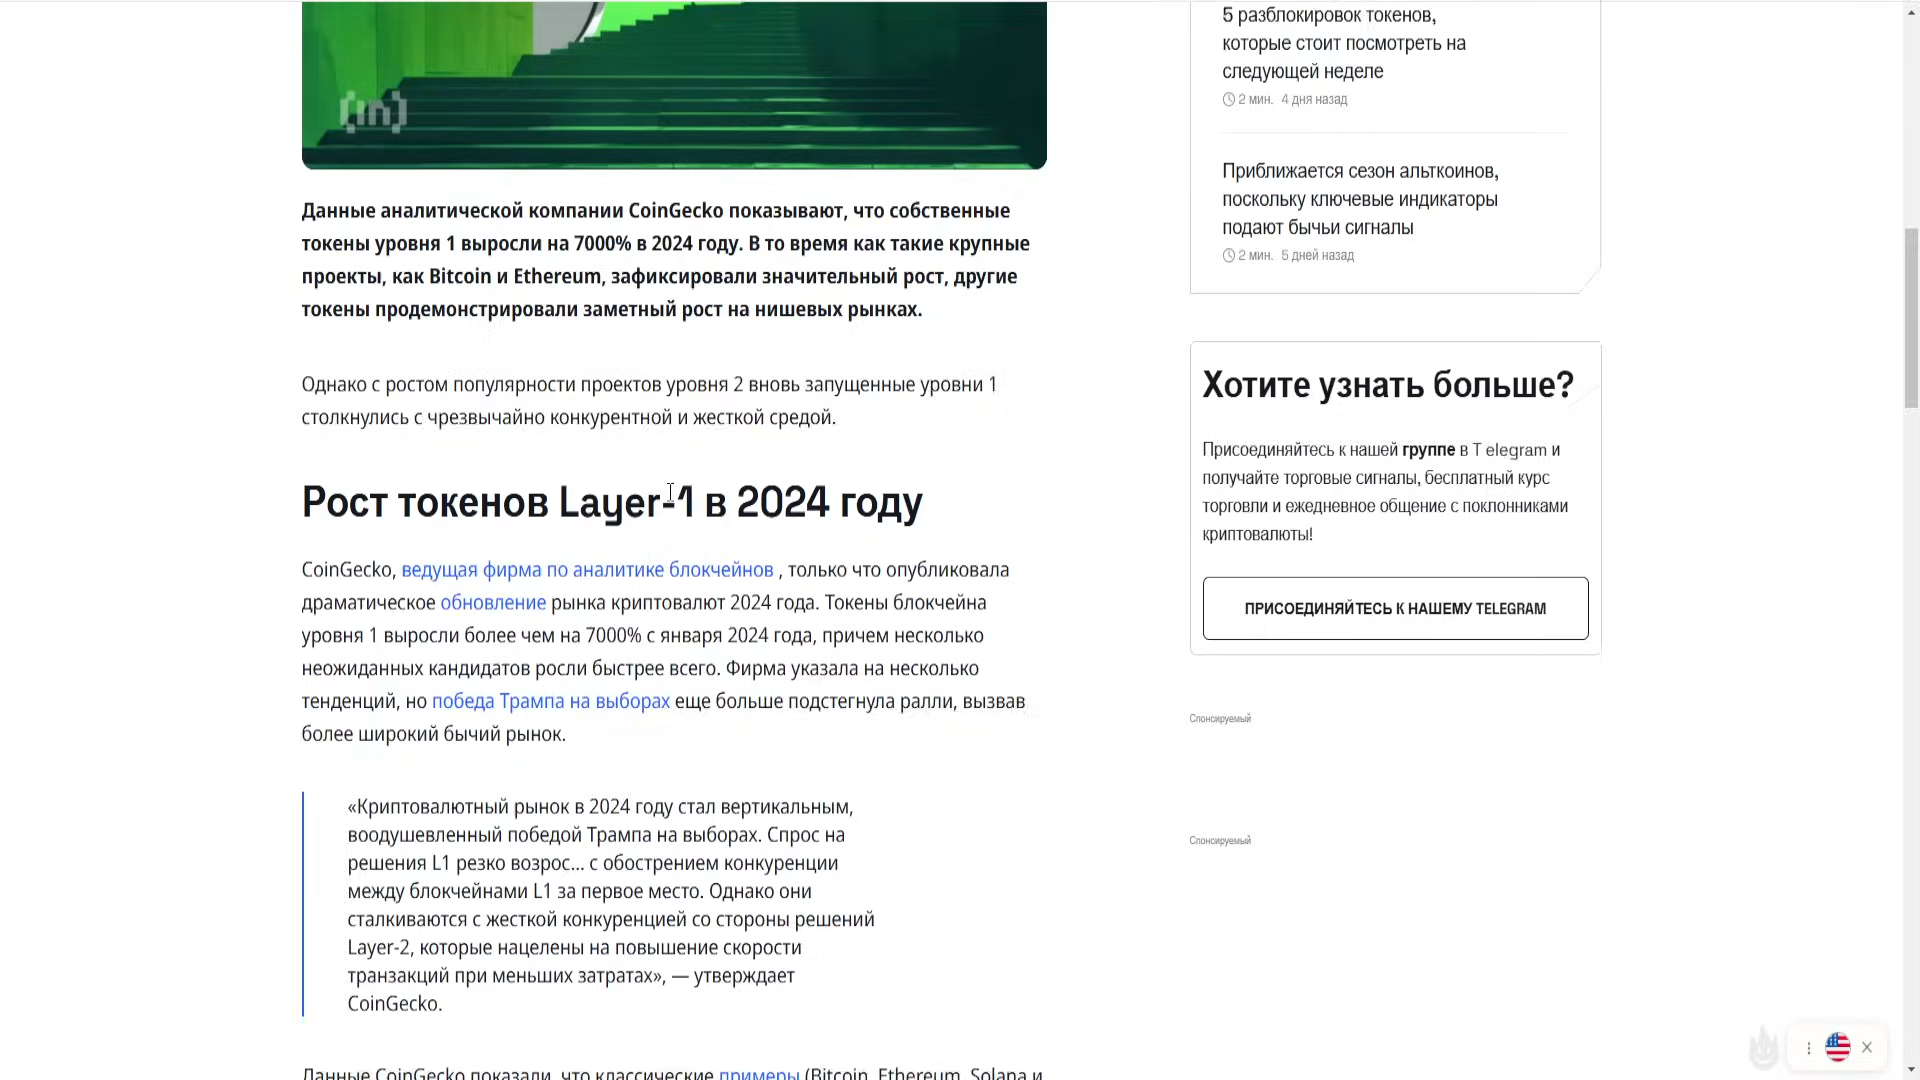 (in)
Данные аналитической компании CoinGecko показывают, что собственные
токены уровня 1 выросли на 7000% в 2024 году. В то время как такие крупные
проекты, как Bitcoin и Ethereum, зафиксировали значительный рост, другие
токены продемонстрировали заметный рост на нишевых рынках.
Однако с ростом популярности проектов уровня 2 вновь запущенные уровни 1
столкнулись с чрезвычайно конкурентной и жесткой средой.
Рост токенов Layer-1 в 2024 году
CoinGecko, ведущая фирма по аналитике блокчейнов , только что опубликовала
драматическое обновление рынка криптовалют 2024 года. Токены блокчейна
уровня 1 выросли более чем на 7000% с января 2024 года, причем несколько
неожиданных кандидатов росли быстрее всего. Фирма указала на несколько
тенденций, но победа Трампа на выборах еще больше подстегнула ралли, вызвав
более широкий бычий рынок.
«Криптовалютный рынок в 2024 году стал вертикальным,
воодушевленный победой Трампа на выборах. Спрос на
решения L1 резко возрос... с обострением конкуренции
между блокчейнами L1 за первое место. Однако они
сталкиваются с жесткой конкуренцией со стороны решений
Layer-2, которые нацелены на повышение скорости
транзакций при меньших затратах», — утверждает
CoinGecko.
Данные CoinGecko показали, что классические примеры (Bitcoin, Ethereum, Solana и
5 разблокировок токенов,
которые стоит посмотреть на
следующей неделе
2 мин. 4 дня назад
Приближается сезон альткоинов,
поскольку ключевые индикаторы
подают бычьи сигналы
2 мин. 5 дней назад
Хотите узнать больше?
Присоединяйтесь к нашей группе в T elegram и
получайте торговые сигналы, бесплатный курс
торговли и ежедневное общение с поклонниками
криптовалюты!
ПРИСОЕДИНЯЙТЕСЬ К НАШЕМУ TELEGRAM
Спонсируемый
Спонсируемый